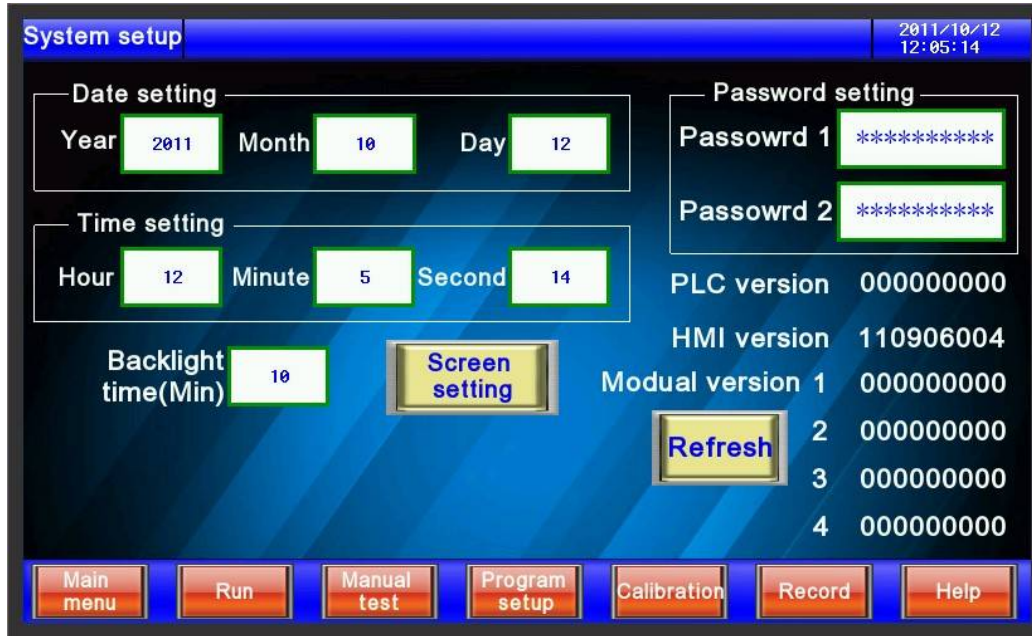 System setup
2011/10/12
12:05:14
Date setting
Year 2011 Month 10 Day 12
Time setting
Hour 12 Minute 5 Second 14
Backlight
time(Min) 10
Screen
setting
Password setting
Passowrd 1 **********
Passowrd 2 **********
PLC version 000000000
HMI version 110906004
Modual version 1 000000000
Refresh
2 000000000
3 000000000
4 000000000
Main
menu
Run
Manual
test
Program
setup
Calibration
Record
Help